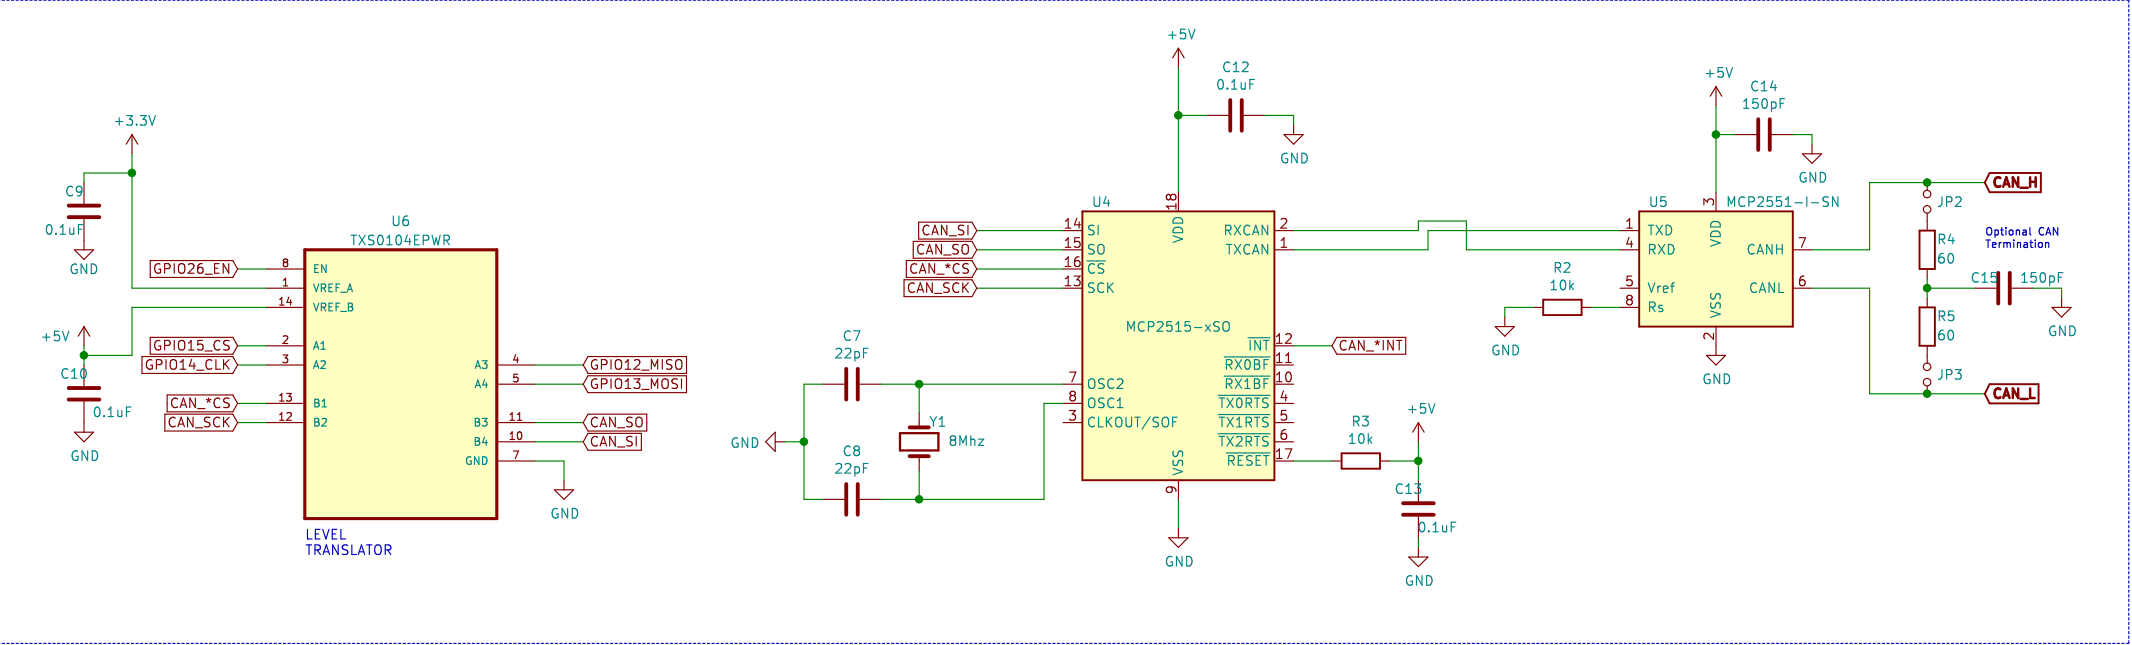 +3.3V
C9
0.1uF
GND
+5V
C10
0.1uF
GND
GPIO26_EN
GPIO15_CS
GPIO14_CLK
CAN_*CS
CAN_SCK
U6
TXS0104EPWR
8
1
14
2
3
13
12
EN
VREF_A
VREF_B
A1
A2
B1
B2
A3
A4
B3
B4
GND
4
5
11
10
7
GPIO12_MISO
GPIO13_MOSI
CAN_SO
CAN_SI
GND
LEVEL
TRANSLATOR
+5V
C12
0.1uF
GND
CAN_SI
CAN_SO
CAN_*CS
CAN_SCK
U4
18
VDD
14
15
16
13
SI
SO
CS
SCK
RXCAN
TXCAN
2
1
MCP2515-xSO
C7
22pF
GND
C8
22pF
Y1
8Mhz
7
8
3
OSC2
OSC1
CLKOUT/SOF
INT
RX0BF
RX1BF
TX0RTS
TX1RTS
TX2RTS
RESET
12
11
10
4
5
6
17
VSS
9
GND
CAN_*INT
R3
10k
+5V
C13
0.1uF
GND
+5V
C14
150pF
GND
U5
MCP2551-I-SN
3
VDD
1
4
5
8
TXD
RXD
Vref
Rs
CANH
CANL
7
6
VSS
2
GND
R2
10k
GND
CAN_H
JP2
R4
60
Optional CAN
Termination
C15
150pF
GND
R5
60
JP3
CAN_L